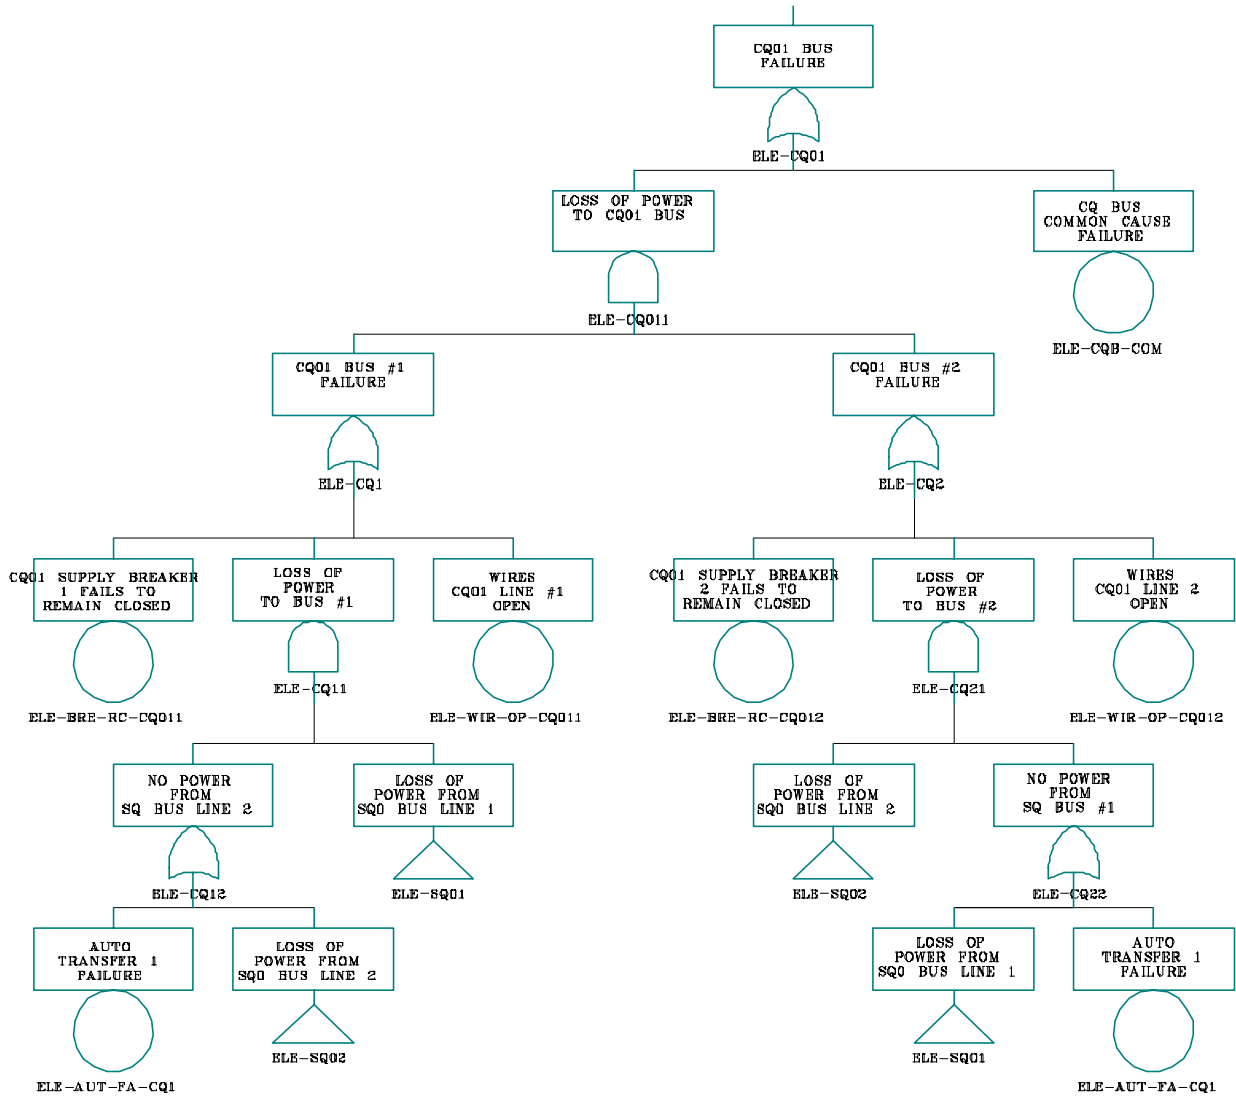 CQ01 BUS
FAILURE
ELE-CQ01
LOSS OF POWER
TO CQ01 BUS
ELE-CQ011
CQ BUS
COMMON CAUSE
FAILURE
ELE-CQB-COM
CQ01 BUS #1
FAILURE
ELE-CQ1
CQ01 BUS #2
FAILURE
ELE-CQ2
CQ01 SUPPLY BREAKER
1 FAILS TO
REMAIN CLOSED
ELE-BRE-RC-CQ011
LOSS OF
POWER
TO BUS #1
ELE-CQ11
WIRES
CQ01 LINE #1
OPEN
ELE-WIR-OP-CQ011
CQ01 SUPPLY BREAKER
2 FAILS TO
REMAIN CLOSED
ELE-BRE-RC-CQ012
LOSS OF
POWER
TO BUS #2
ELE-CQ21
WIRES
CQ01 LINE 2
OPEN
ELE-WIR-OP-CQ012
NO POWER
FROM
SQ BUS LINE 2
ELE-CQ12
LOSS OF
POWER FROM
SQ0 BUS LINE 1
ELE-SQ01
LOSS OF
POWER FROM
SQ0 BUS LINE 2
ELE-SQ02
NO POWER
FROM
SQ BUS #1
ELE-CQ22
AUTO
TRANSFER 1
FAILURE
ELE-AUT-FA-CQ1
LOSS OF
POWER FROM
SQ0 BUS LINE 2
ELE-SQ02
LOSS OF
POWER FROM
SQ0 BUS LINE 1
ELE-SQ01
AUTO
TRANSFER 1
FAILURE
ELE-AUT-FA-CQ1